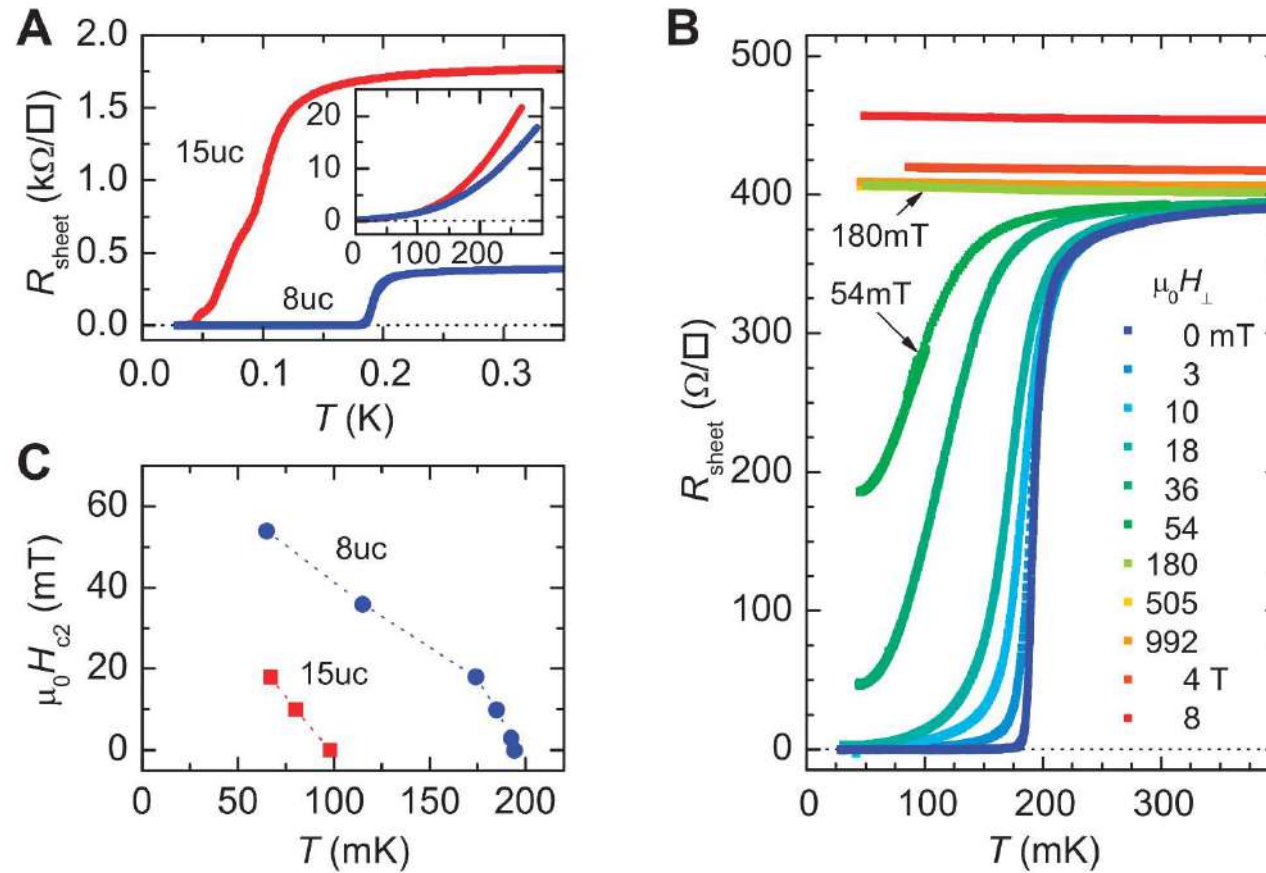 A
R_sheet (kΩ/□)
2.0
1.5
1.0
0.5
0.0
0.0
0.1
0.2
0.3
T (K)
15uc
8uc
20
10
0
0
100
200
B
R_sheet (Ω/□)
500
400
300
200
100
0
0
100
200
300
T (mK)
180mT
54mT
μ₀H⊥
0 mT
3
10
18
36
54
180
505
992
4 T
8
C
μ₀H_c2 (mT)
60
40
20
0
0
50
100
150
200
T (mK)
8uc
15uc